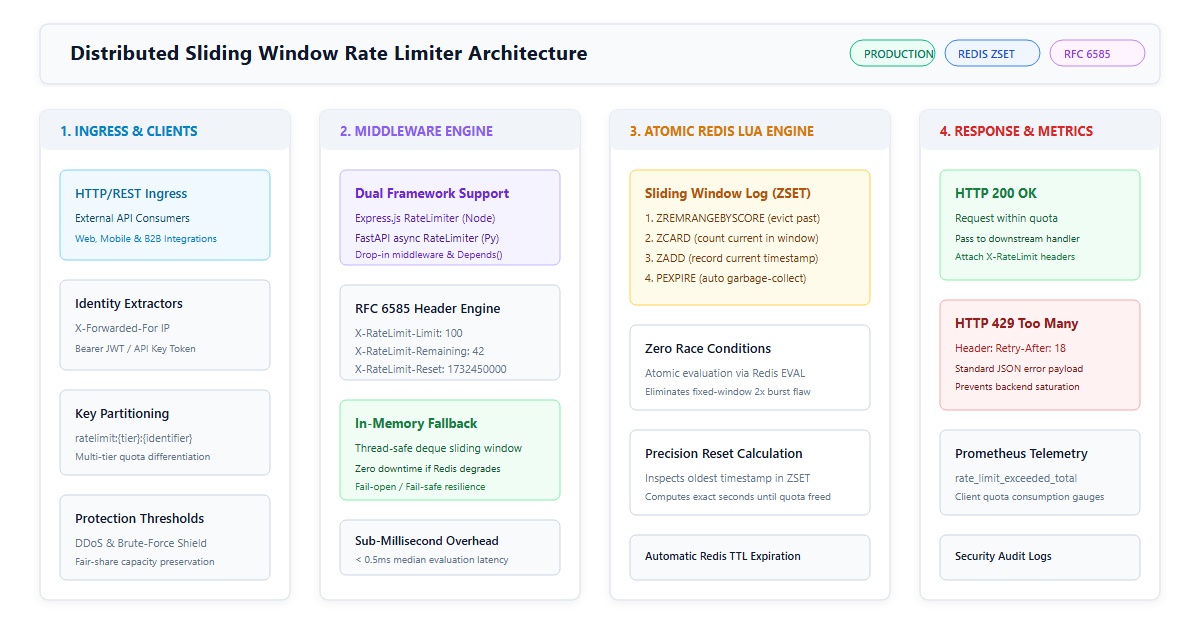 Distributed Sliding Window Rate Limiter Architecture
PRODUCTION
REDIS ZSET
RFC 6585
1. INGRESS & CLIENTS
HTTP/REST Ingress
External API Consumers
Web, Mobile & B2B Integrations
Identity Extractors
X-Forwarded-For IP
Bearer JWT / API Key Token
Key Partitioning
ratelimit:{tier}:{identifier}
Multi-tier quota differentiation
Protection Thresholds
DDoS & Brute-Force Shield
Fair-share capacity preservation
2. MIDDLEWARE ENGINE
Dual Framework Support
Express.js RateLimiter (Node)
FastAPI async RateLimiter (Py)
Drop-in middleware & Depends()
RFC 6585 Header Engine
X-RateLimit-Limit: 100
X-RateLimit-Remaining: 42
X-RateLimit-Reset: 1732450000
In-Memory Fallback
Thread-safe deque sliding window
Zero downtime if Redis degrades
Fail-open / Fail-safe resilience
Sub-Millisecond Overhead
< 0.5ms median evaluation latency
3. ATOMIC REDIS LUA ENGINE
Sliding Window Log (ZSET)
1. ZREMRANGEBYSCORE (evict past)
2. ZCARD (count current in window)
3. ZADD (record current timestamp)
4. PEXPIRE (auto garbage-collect)
Zero Race Conditions
Atomic evaluation via Redis EVAL
Eliminates fixed-window 2x burst flaw
Precision Reset Calculation
Inspects oldest timestamp in ZSET
Computes exact seconds until quota freed
Automatic Redis TTL Expiration
4. RESPONSE & METRICS
HTTP 200 OK
Request within quota
Pass to downstream handler
Attach X-RateLimit headers
HTTP 429 Too Many
Header: Retry-After: 18
Standard JSON error payload
Prevents backend saturation
Prometheus Telemetry
rate_limit_exceeded_total
Client quota consumption gauges
Security Audit Logs